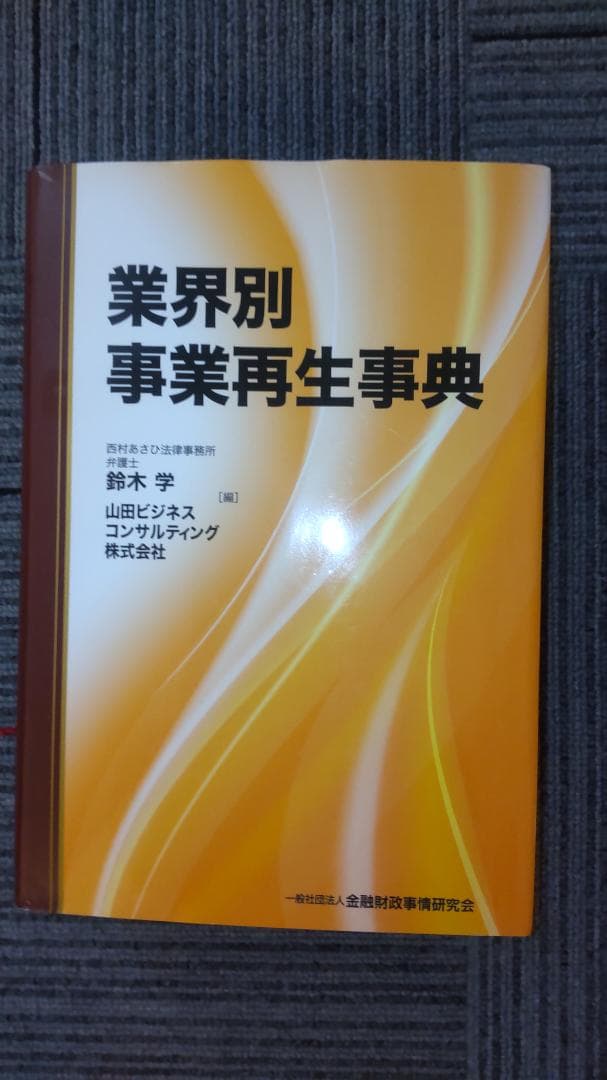 業界別
事業再生事典
西村あさひ法律事務所
弁護士
鈴木 学
[編]
山田ビジネス
コンサルティング
株式会社
一般社団法人 金融財政事情研究会